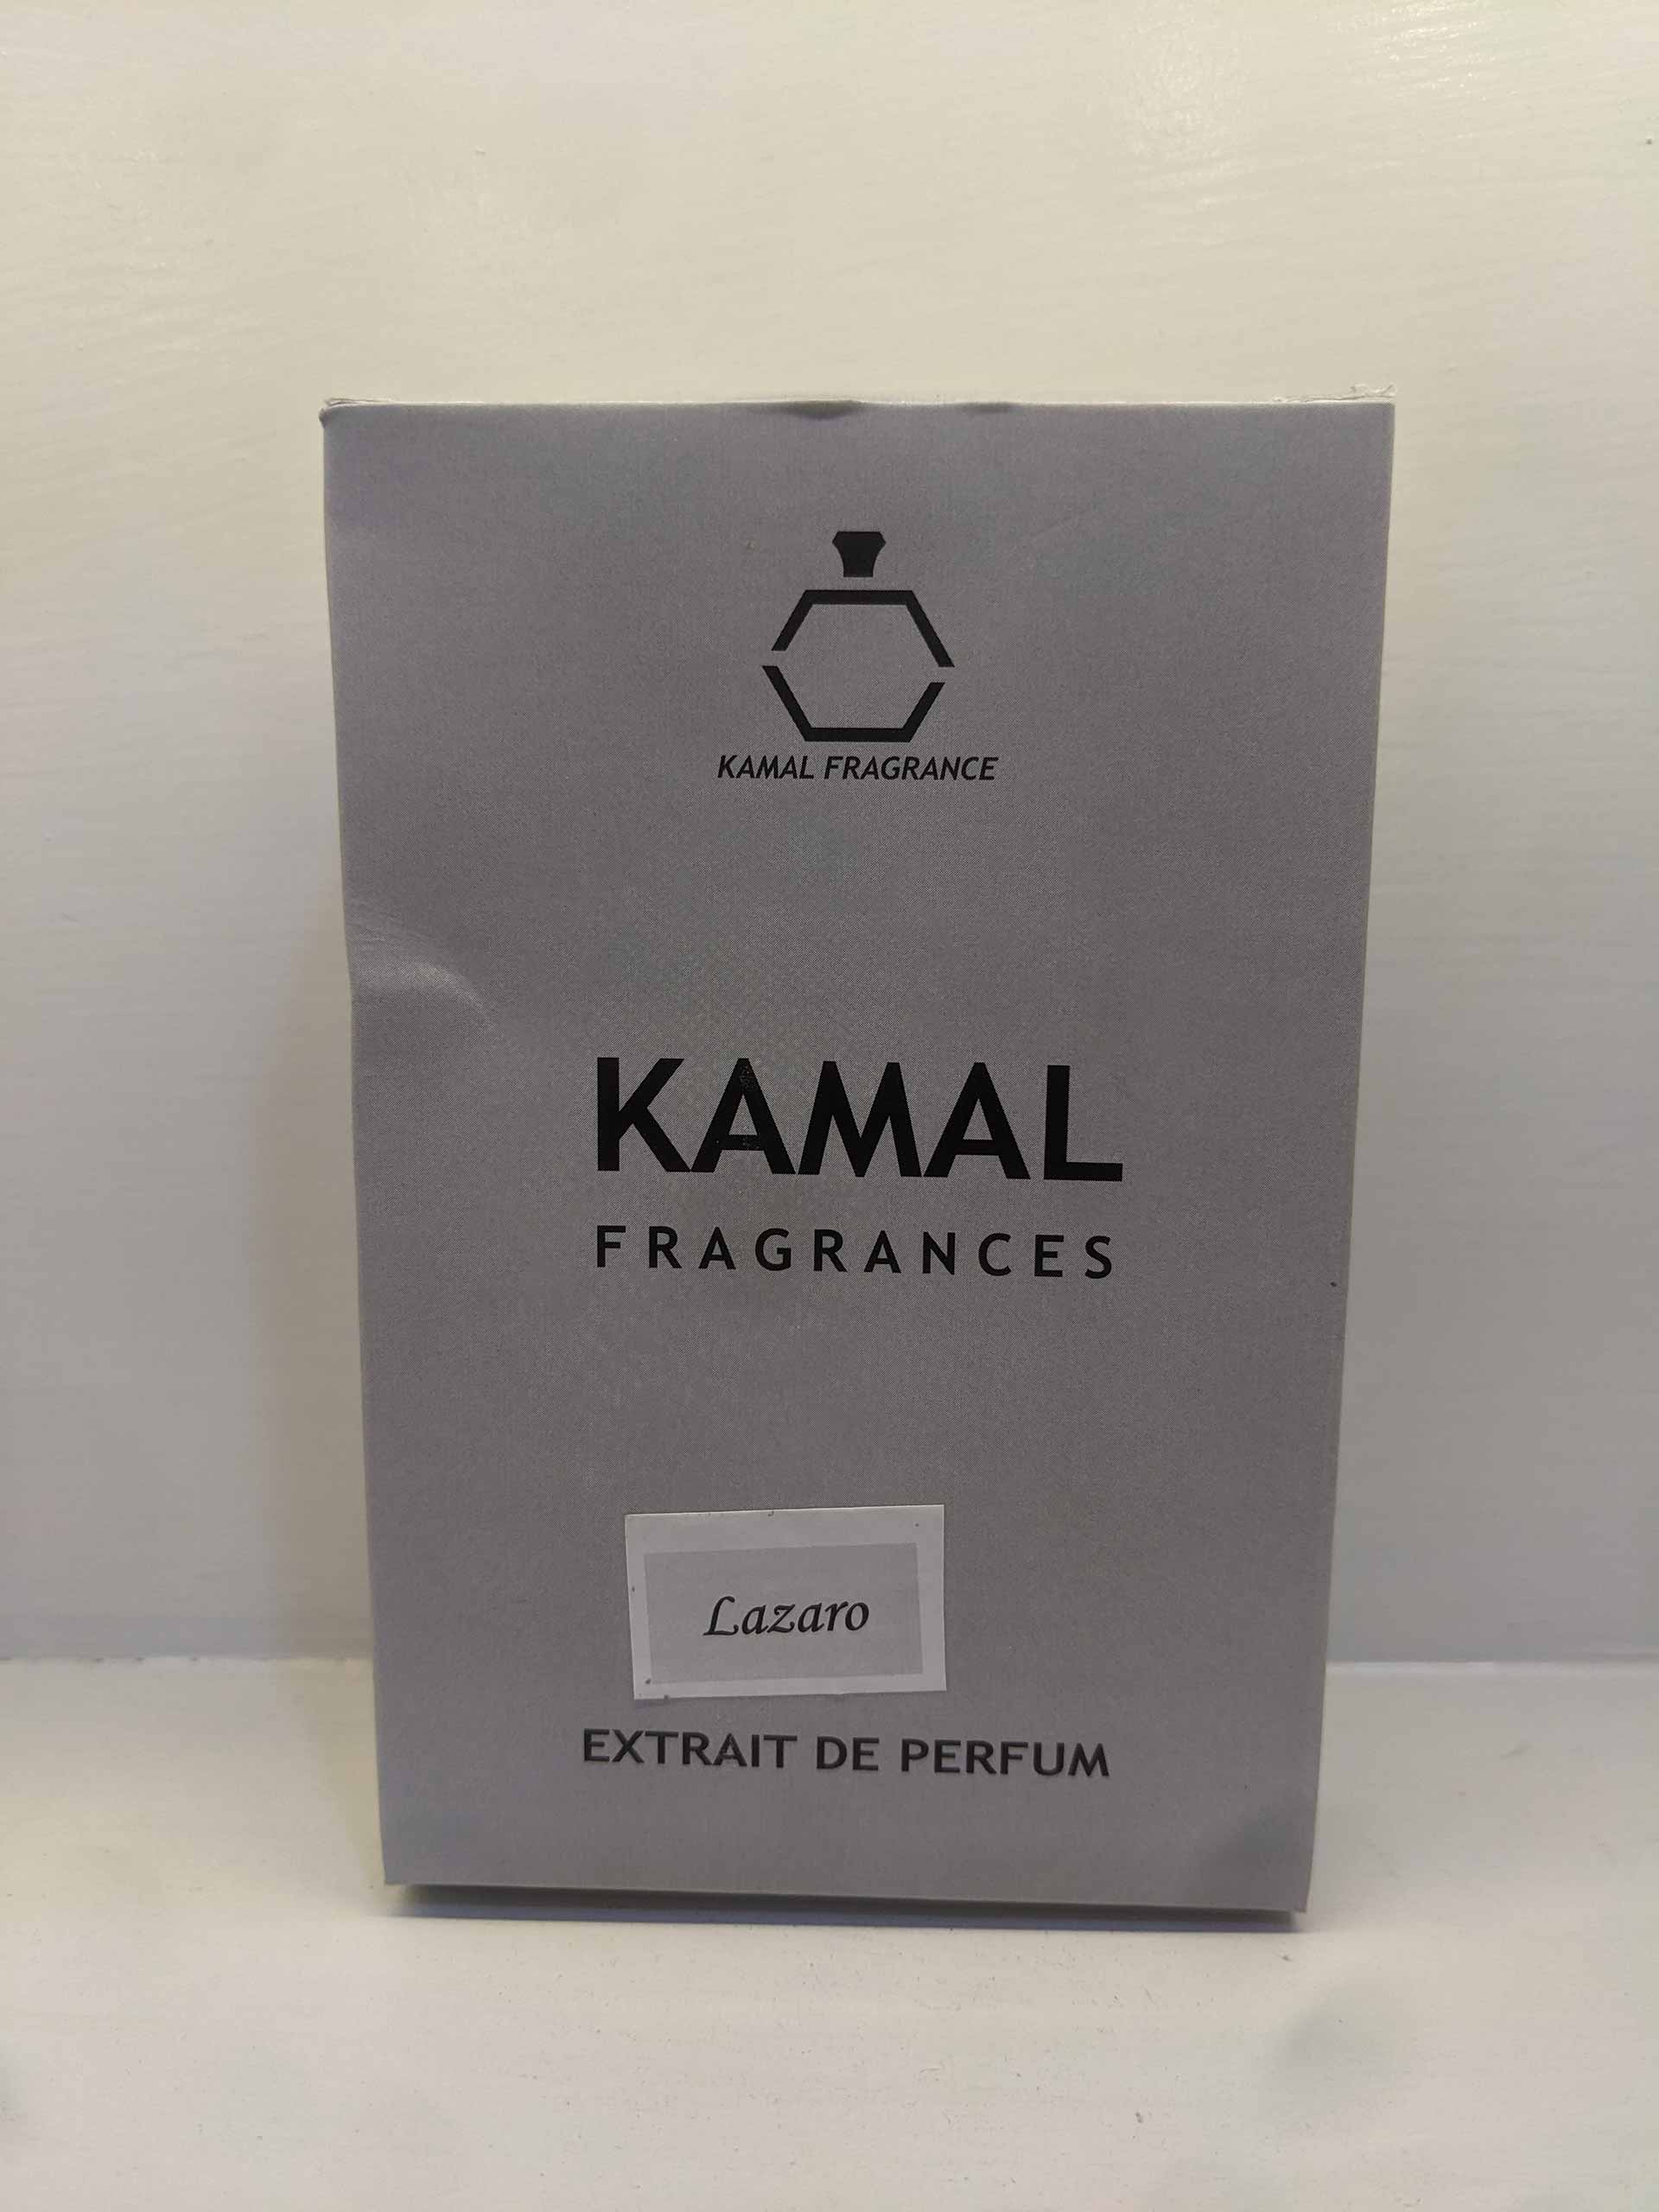 KAMAL FRAGRANCE
KAMAL
FRAGRANCES
Lazaro
EXTRAIT DE PERFUM